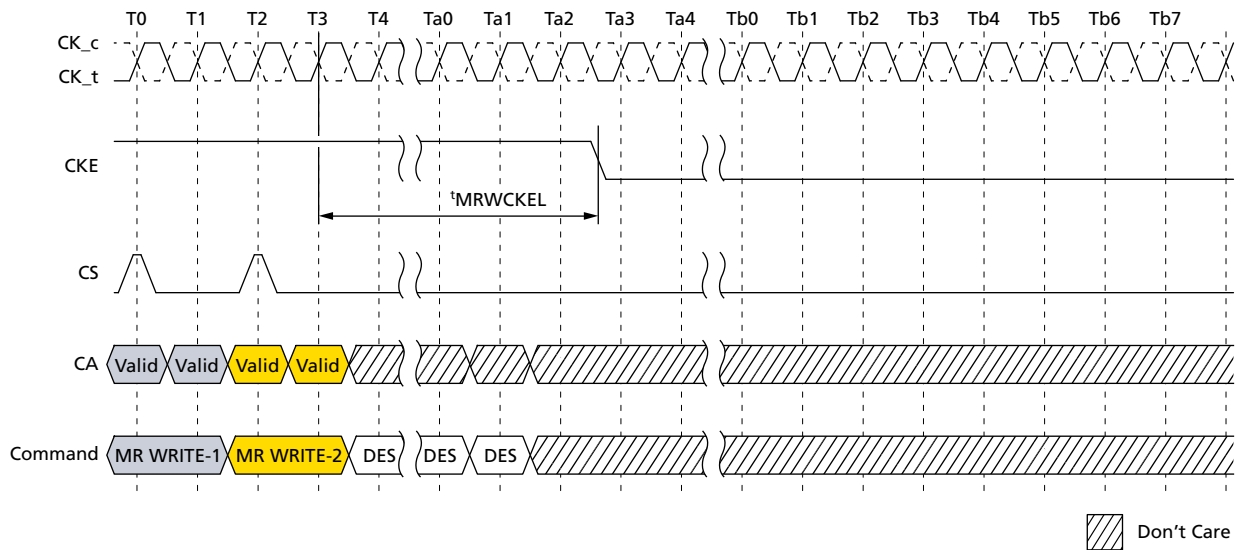 T0 T1 T2 T3 T4 Ta0 Ta1 Ta2 Ta3 Ta4 Tb0 Tb1 Tb2 Tb3 Tb4 Tb5 Tb6 Tb7
CK_c
CK_t
CKE
tMRWCKEL
CS
CA Valid Valid Valid Valid
Command MR WRITE-1 MR WRITE-2 DES DES DES
Don't Care